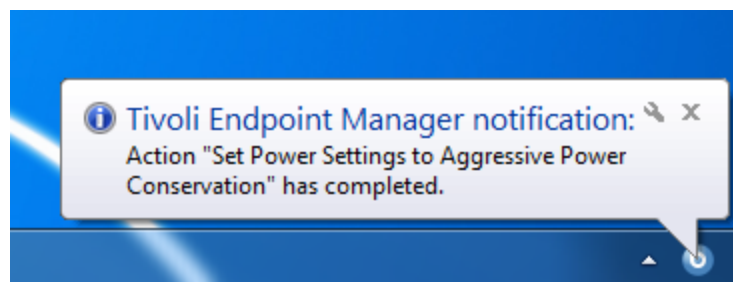 Tivoli Endpoint Manager notification:
Action "Set Power Settings to Aggressive Power
Conservation" has completed.